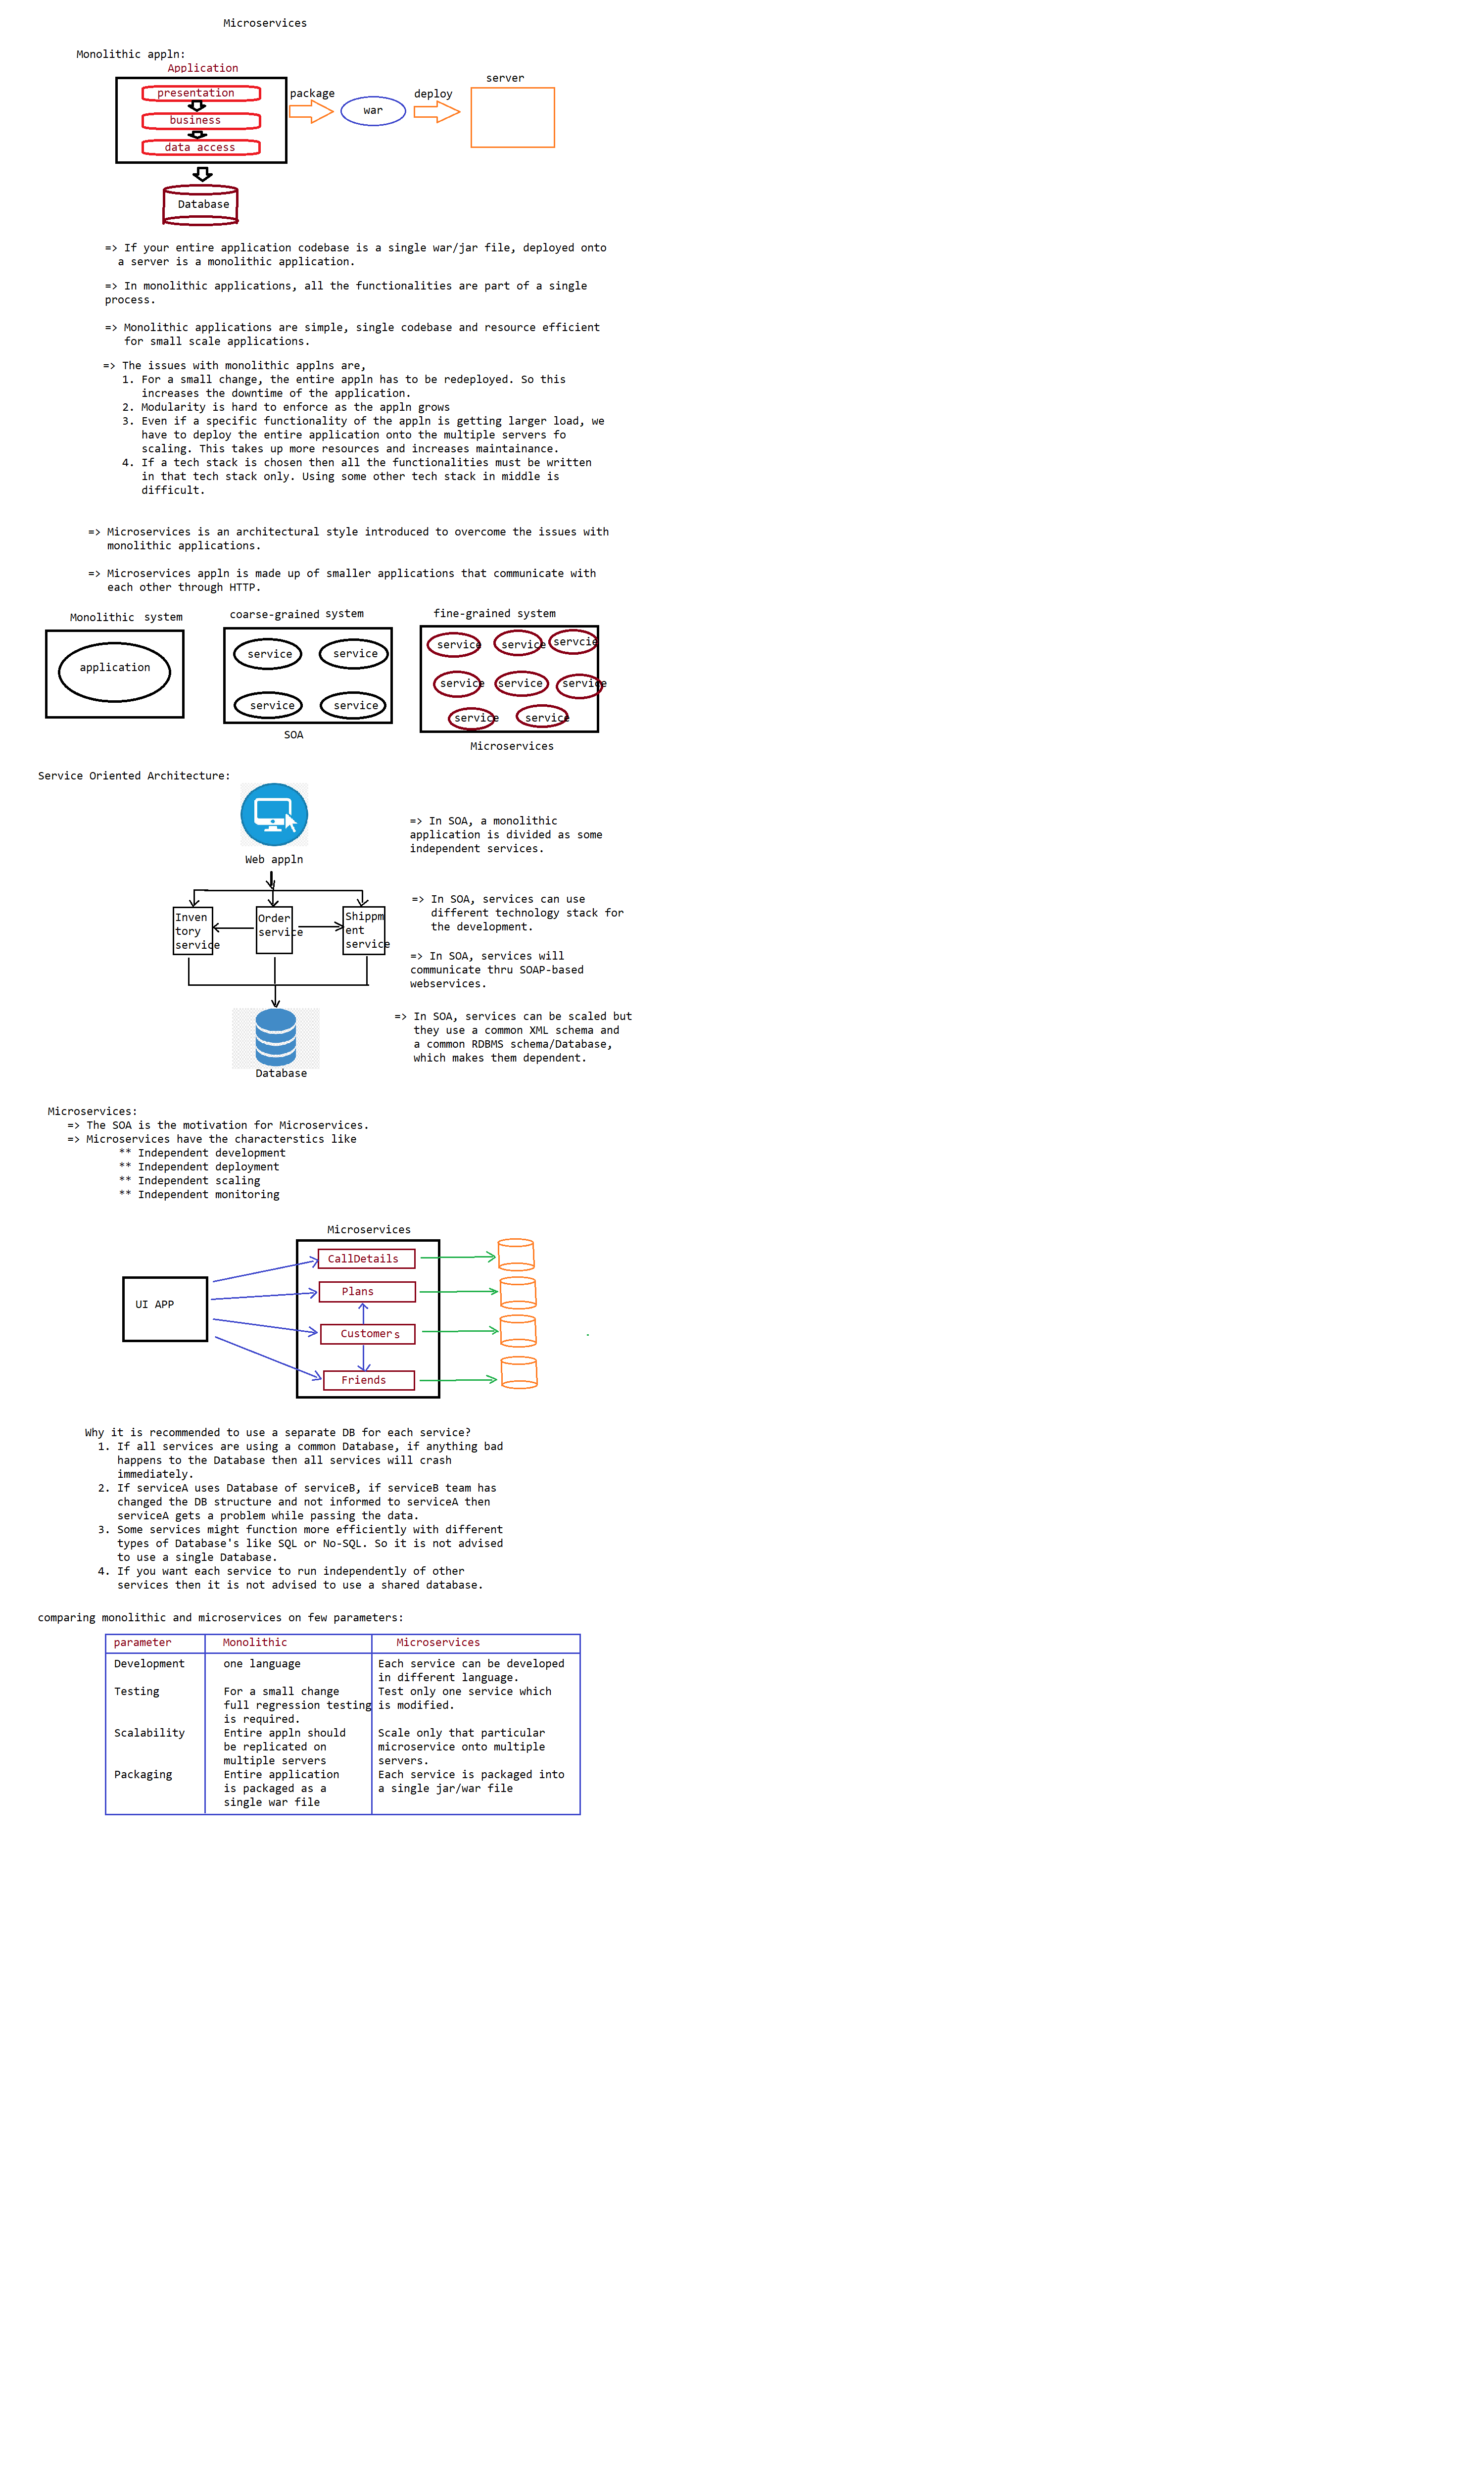 Microservices
Monolithic appln:
Application
presentation
business
data access
package
war
deploy
server
Database
=> If your entire application codebase is a single war/jar file, deployed onto
a server is a monolithic application.
=> In monolithic applications, all the functionalities are part of a single
process.
=> Monolithic applications are simple, single codebase and resource efficient
for small scale applications.
=> The issues with monolithic applns are,
1. For a small change, the entire appln has to be redeployed. So this
increases the downtime of the application.
2. Modularity is hard to enforce as the appln grows
3. Even if a specific functionality of the appln is getting larger load, we
have to deploy the entire application onto the multiple servers fo
scaling. This takes up more resources and increases maintainance.
4. If a tech stack is chosen then all the functionalities must be written
in that tech stack only. Using some other tech stack in middle is
difficult.
=> Microservices is an architectural style introduced to overcome the issues with
monolithic applications.
=> Microservices appln is made up of smaller applications that communicate with
each other through HTTP.
Monolithic system
application
coarse-grained system
service service
service service
SOA
fine-grained system
service service servcie
service service service
service service
Microservices
Service Oriented Architecture:
Web appln
Inven
tory
service
Order
service
Shippm
ent
service
Database
=> In SOA, a monolithic
application is divided as some
independent services.
=> In SOA, services can use
different technology stack for
the development.
=> In SOA, services will
communicate thru SOAP-based
webservices.
=> In SOA, services can be scaled but
they use a common XML schema and
a common RDBMS schema/Database,
which makes them dependent.
Microservices:
=> The SOA is the motivation for Microservices.
=> Microservices have the characterstics like
** Independent development
** Independent deployment
** Independent scaling
** Independent monitoring
Microservices
UI APP
CallDetails
Plans
Customers
Friends
Why it is recommended to use a separate DB for each service?
1. If all services are using a common Database, if anything bad
happens to the Database then all services will crash
immediately.
2. If serviceA uses Database of serviceB, if serviceB team has
changed the DB structure and not informed to serviceA then
serviceA gets a problem while passing the data.
3. Some services might function more efficiently with different
types of Database's like SQL or No-SQL. So it is not advised
to use a single Database.
4. If you want each service to run independently of other
services then it is not advised to use a shared database.
comparing monolithic and microservices on few parameters:
parameter Monolithic Microservices
Development one language Each service can be developed
in different language.
Testing For a small change Test only one service which
full regression testing is modified.
is required.
Scalability Entire appln should Scale only that particular
be replicated on microservice onto multiple
multiple servers servers.
Packaging Entire application Each service is packaged into
is packaged as a a single jar/war file
single war file